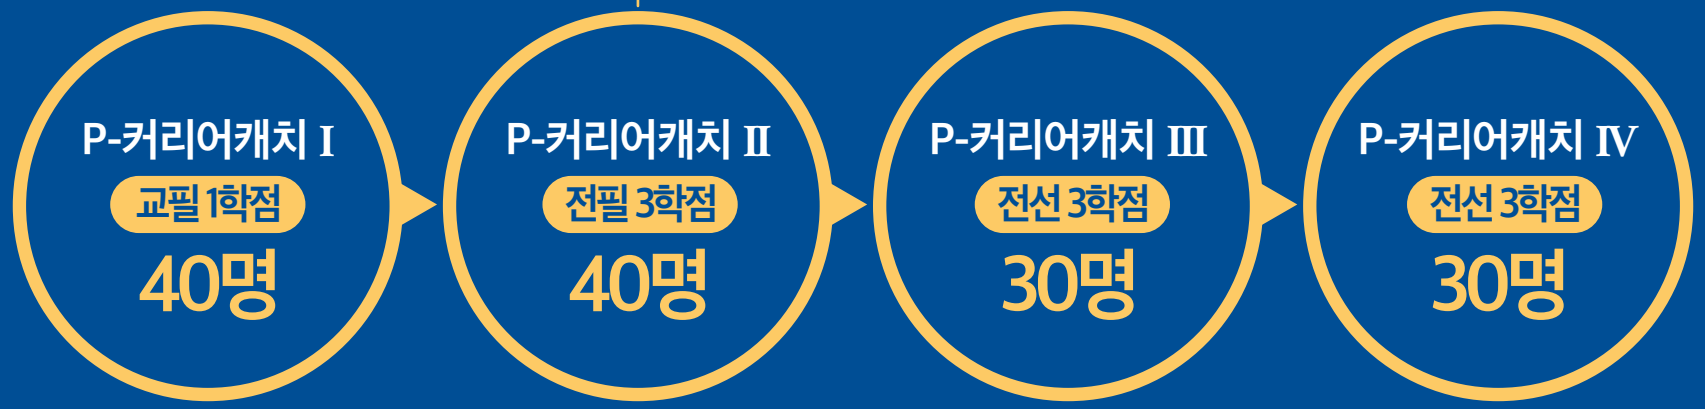 P-커리어캐치 Ⅰ
교필 1학점
40명
P-커리어캐치 Ⅱ
전필 3학점
40명
P-커리어캐치 Ⅲ
전선 3학점
30명
P-커리어캐치 Ⅳ
전선 3학점
30명